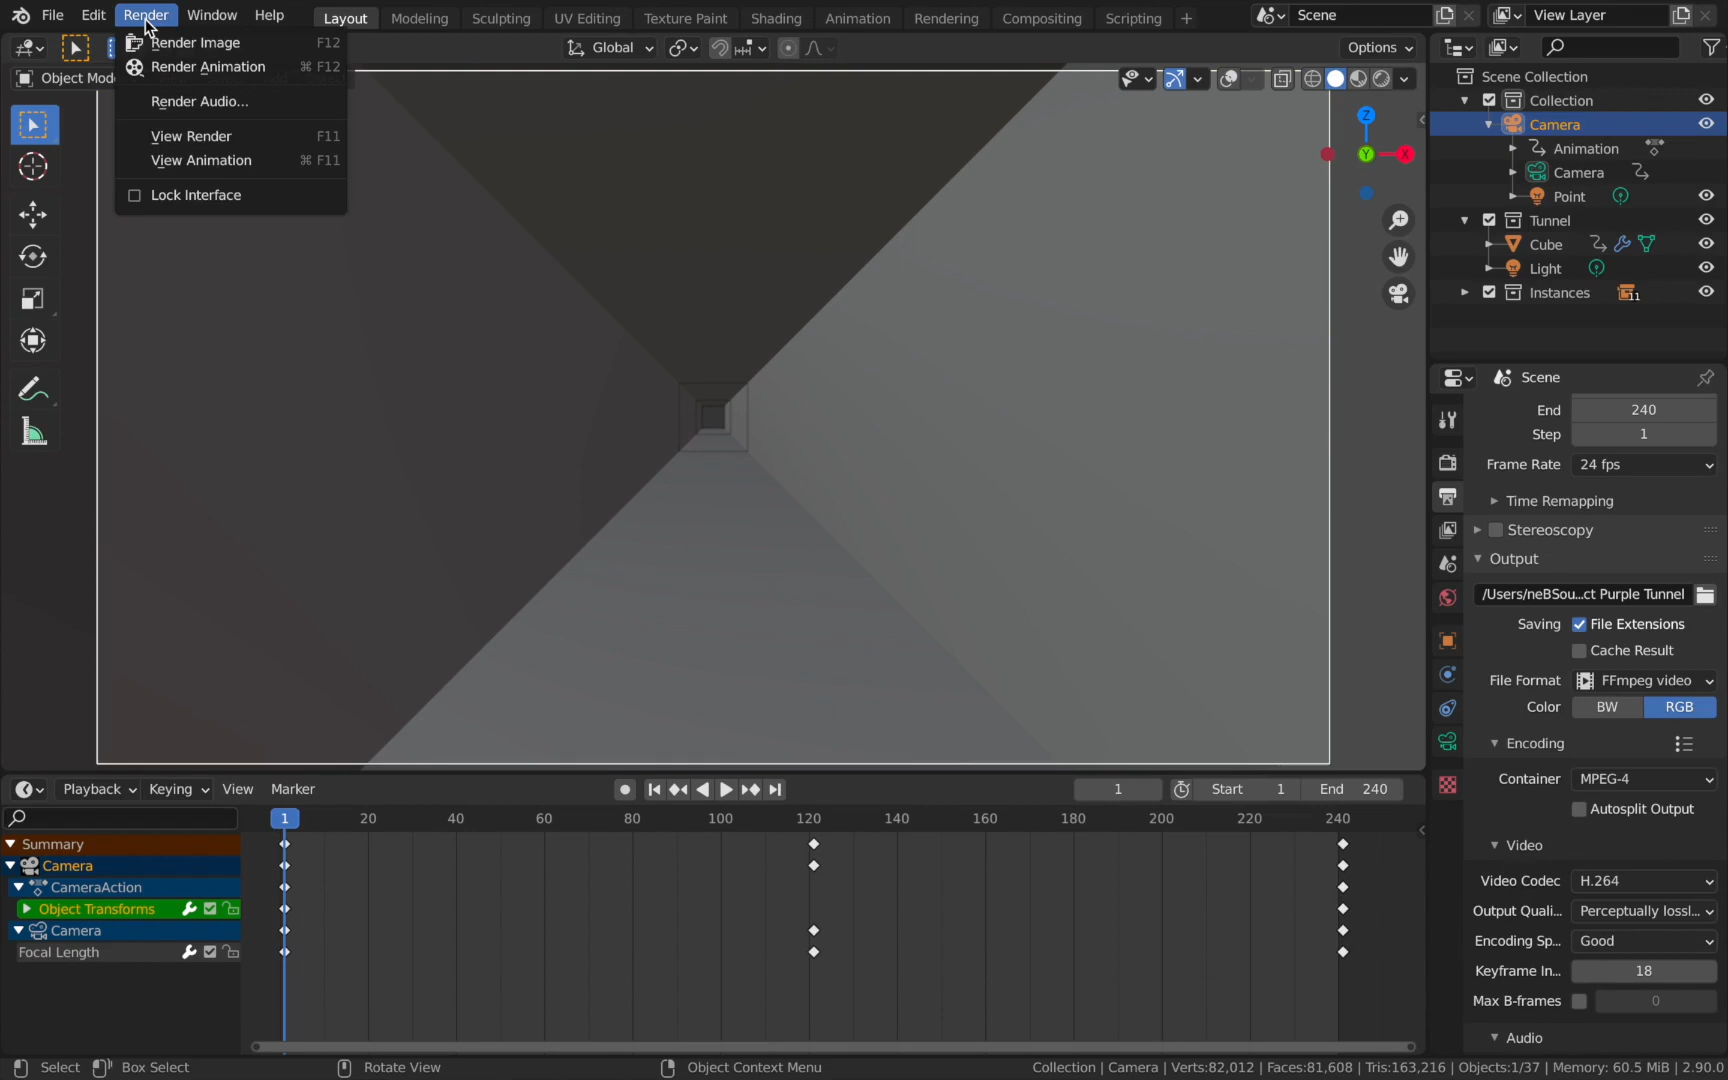 File Edit Render Window Help Layout Modeling Sculpting UV Editing Texture Paint Shading Animation Rendering Compositing Scripting + Scene View Layer
Render Image F12
Render Animation ⌘ F12
Render Audio...
View Render F11
View Animation ⌘ F11
Lock Interface
Global Options
Object Mod
Z
Y X
Scene Collection
Collection
Camera
Animation
Camera
Point
Tunnel
Cube
Light
Instances 11
Scene
End 240
Step 1
Frame Rate 24 fps
Time Remapping
Stereoscopy
Output
/Users/neBSou...ct Purple Tunnel
Saving File Extensions
Cache Result
File Format FFmpeg video
Color BW RGB
Encoding
Container MPEG-4
Autosplit Output
Video
Video Codec H.264
Output Quali... Perceptually lossl...
Encoding Sp... Good
Keyframe In... 18
Max B-frames 0
Audio
Playback Keying View Marker 1 Start 1 End 240
1 20 40 60 80 100 120 140 160 180 200 220 240
Summary
Camera
CameraAction
Object Transforms
Camera
Focal Length
Select Box Select Rotate View Object Context Menu Collection | Camera | Verts:82,012 | Faces:81,608 | Tris:163,216 | Objects:1/37 | Memory: 60.5 MiB | 2.90.0